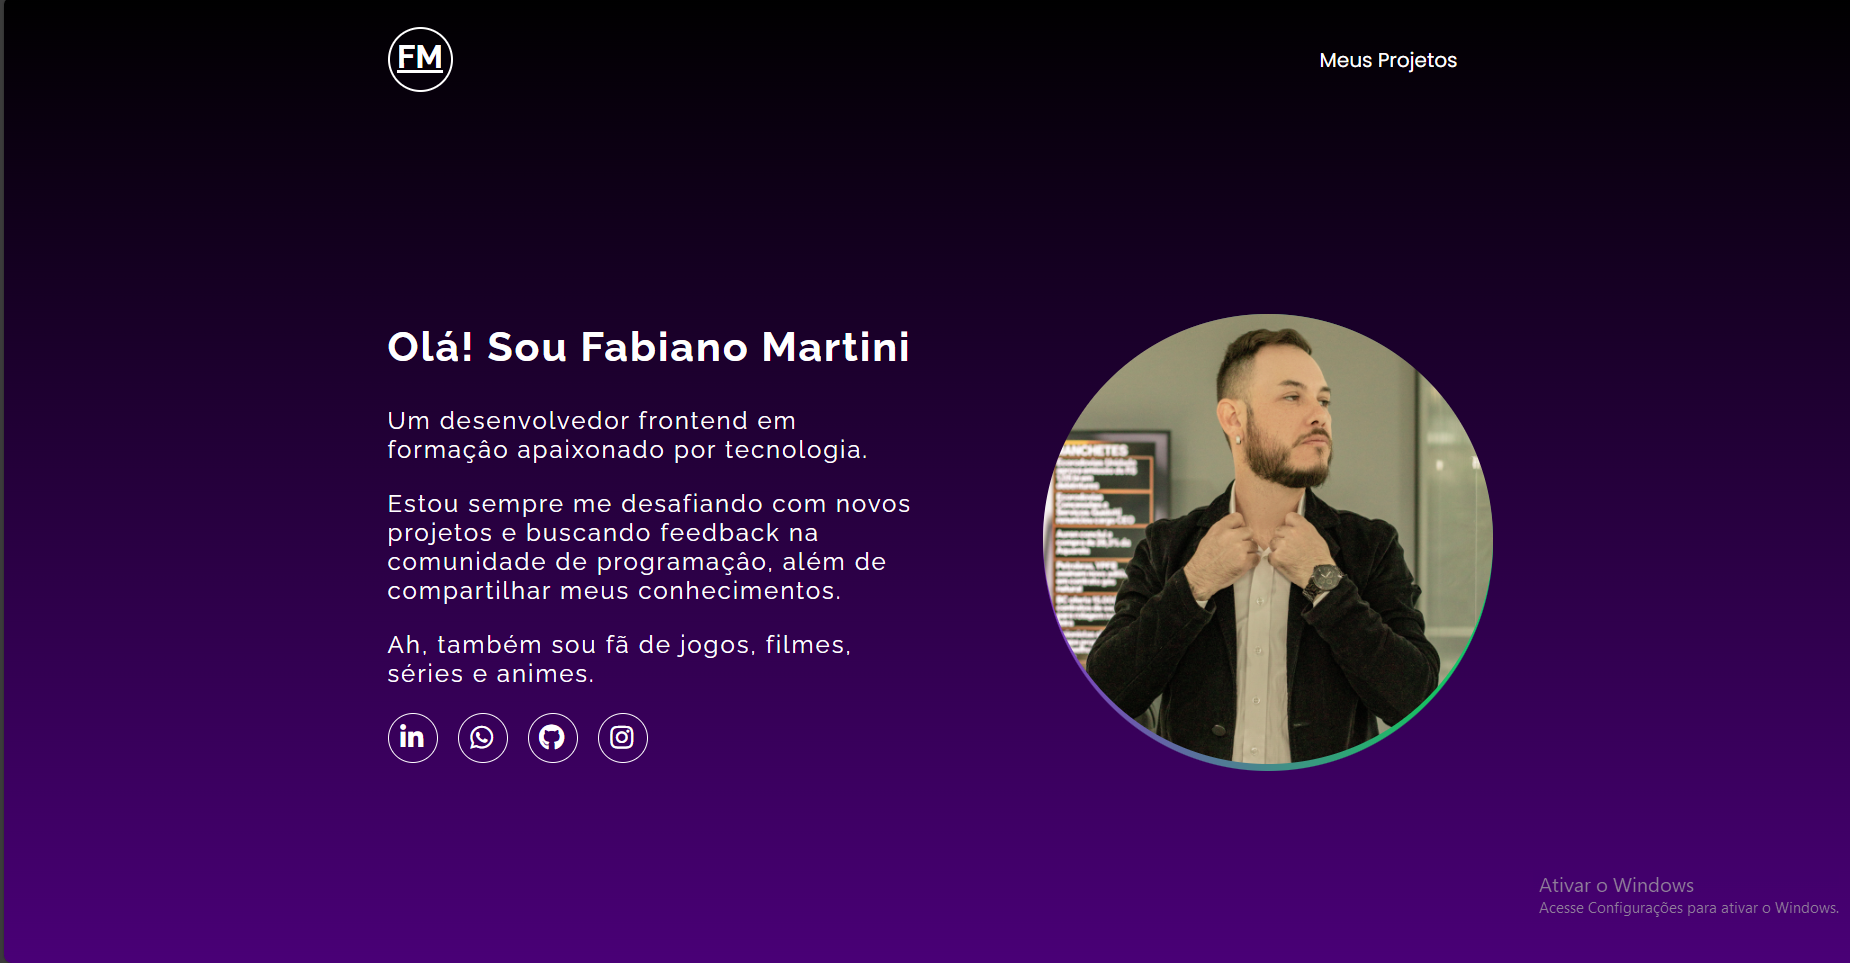 FM
Meus Projetos
Olá! Sou Fabiano Martini
Um desenvolvedor frontend em
formaçâo apaixonado por tecnologia.
Estou sempre me desafiando com novos
projetos e buscando feedback na
comunidade de programaçâo, além de
compartilhar meus conhecimentos.
Ah, também sou fã de jogos, filmes,
séries e animes.
in
MANCHETES
Ativar o Windows
Acesse Configurações para ativar o Windows.